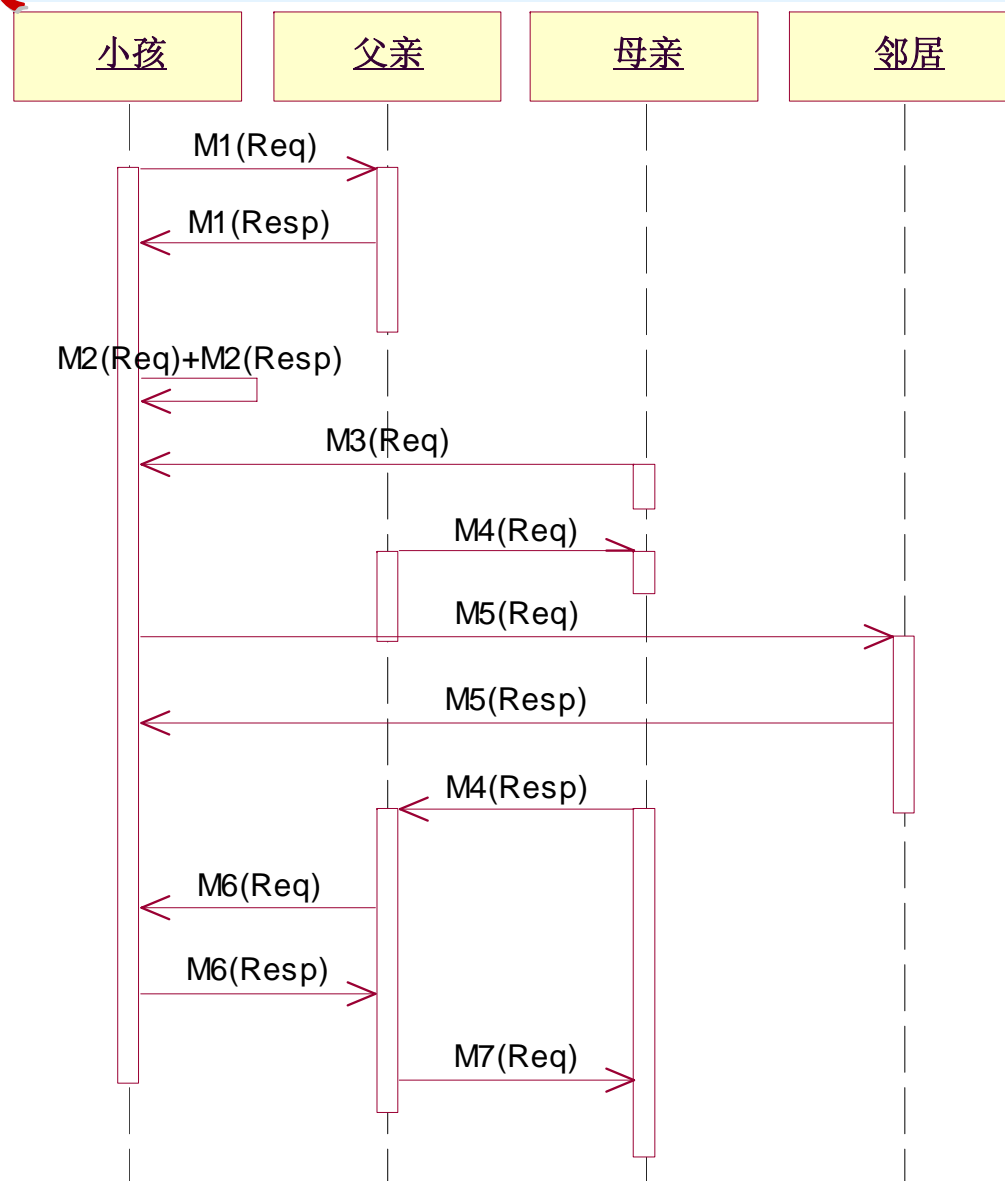 小孩
父亲
母亲
邻居
M1(Req)
M1(Resp)
M2(Req)+M2(Resp)
M3(Req)
M4(Req)
M5(Req)
M5(Resp)
M4(Resp)
M6(Req)
M6(Resp)
M7(Req)